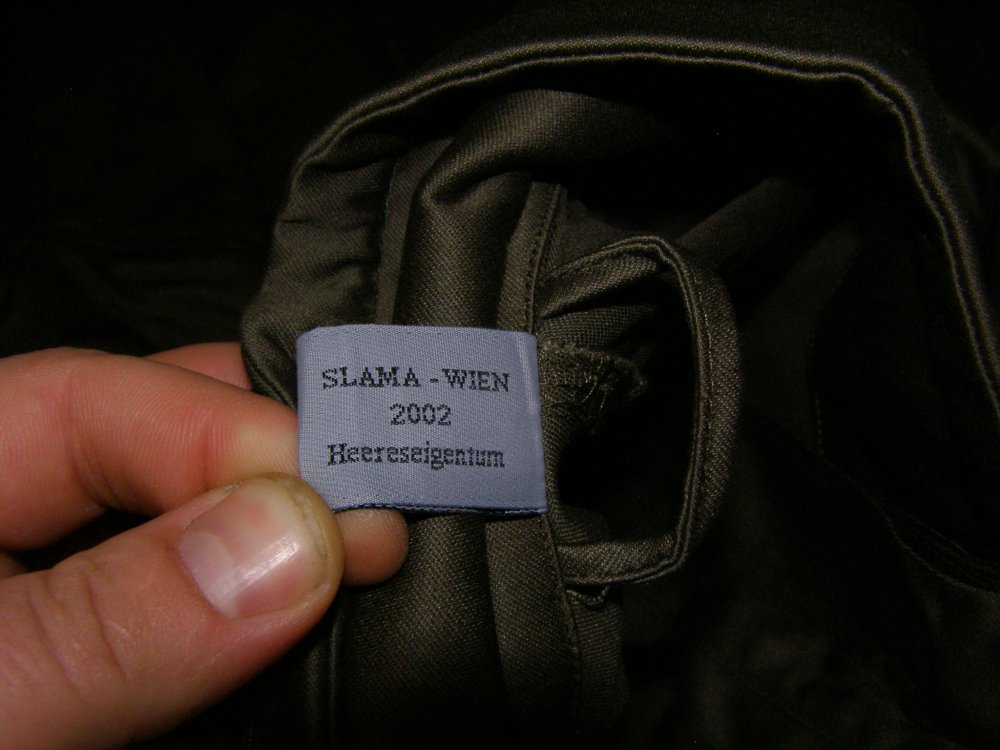 SLAMA - WIEN
2002
Heereseigentum